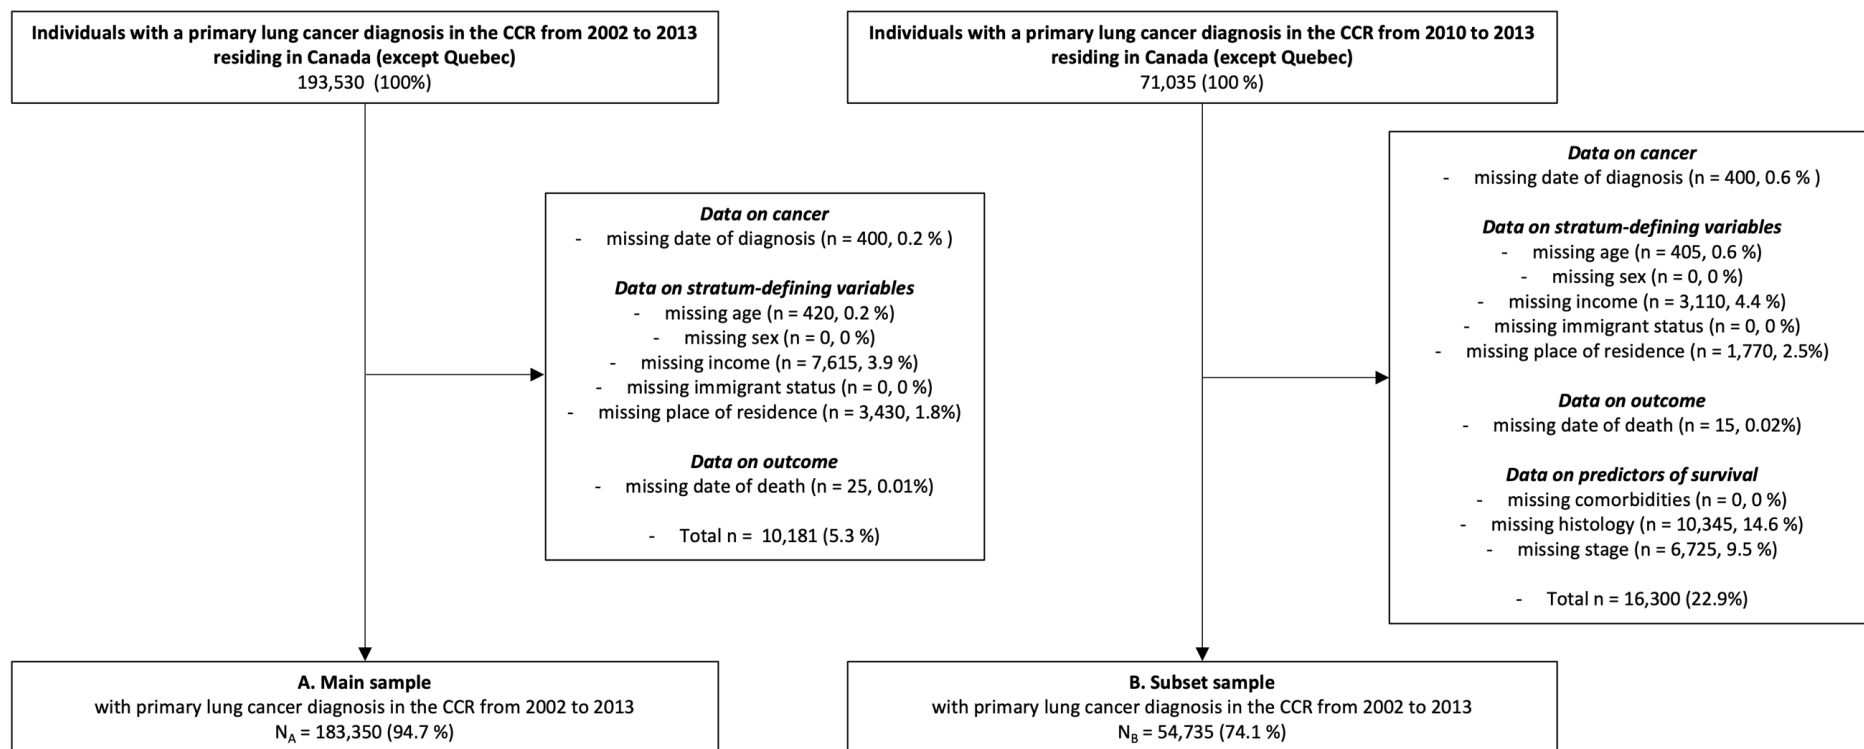 Individuals with a primary lung cancer diagnosis in the CCR from 2002 to 2013
residing in Canada (except Quebec)
193,530 (100%)
Data on cancer
- missing date of diagnosis (n = 400, 0.2 % )
Data on stratum-defining variables
- missing age (n = 420, 0.2 %)
- missing sex (n = 0, 0 %)
- missing income (n = 7,615, 3.9 %)
- missing immigrant status (n = 0, 0 %)
- missing place of residence (n = 3,430, 1.8%)
Data on outcome
- missing date of death (n = 25, 0.01%)
- Total n = 10,181 (5.3 %)
A. Main sample
with primary lung cancer diagnosis in the CCR from 2002 to 2013
N_A = 183,350 (94.7 %)
Individuals with a primary lung cancer diagnosis in the CCR from 2010 to 2013
residing in Canada (except Quebec)
71,035 (100 %)
Data on cancer
- missing date of diagnosis (n = 400, 0.6 % )
Data on stratum-defining variables
- missing age (n = 405, 0.6 %)
- missing sex (n = 0, 0 %)
- missing income (n = 3,110, 4.4 %)
- missing immigrant status (n = 0, 0 %)
- missing place of residence (n = 1,770, 2.5%)
Data on outcome
- missing date of death (n = 15, 0.02%)
Data on predictors of survival
- missing comorbidities (n = 0, 0 %)
- missing histology (n = 10,345, 14.6 %)
- missing stage (n = 6,725, 9.5 %)
- Total n = 16,300 (22.9%)
B. Subset sample
with primary lung cancer diagnosis in the CCR from 2002 to 2013
N_B = 54,735 (74.1 %)